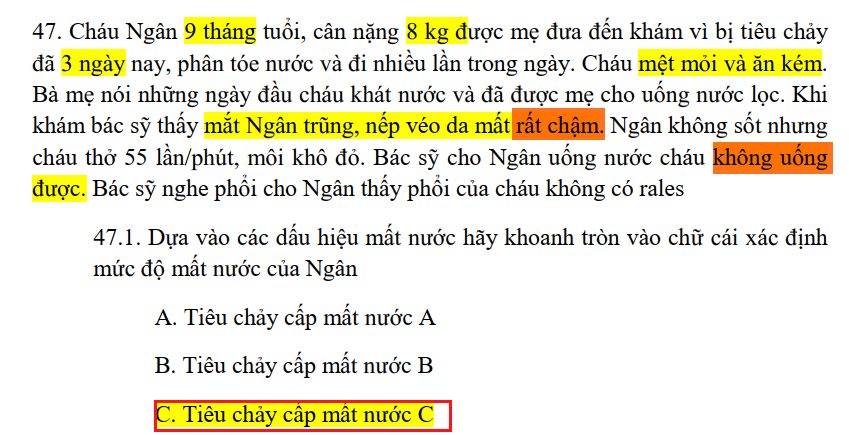 47. Cháu Ngân 9 tháng tuổi, cân nặng 8 kg được mẹ đưa đến khám vì bị tiêu chảy
đã 3 ngày nay, phân tóe nước và đi nhiều lần trong ngày. Cháu mệt mỏi và ăn kém.
Bà mẹ nói những ngày đầu cháu khát nước và đã được mẹ cho uống nước lọc. Khi
khám bác sỹ thấy mắt Ngân trũng, nếp véo da mất rất chậm. Ngân không sốt nhưng
cháu thở 55 lần/phút, môi khô đỏ. Bác sỹ cho Ngân uống nước cháu không uống
được. Bác sỹ nghe phổi cho Ngân thấy phổi của cháu không có rales
47.1. Dựa vào các dấu hiệu mất nước hãy khoanh tròn vào chữ cái xác định
mức độ mất nước của Ngân
A. Tiêu chảy cấp mất nước A
B. Tiêu chảy cấp mất nước B
C. Tiêu chảy cấp mất nước C